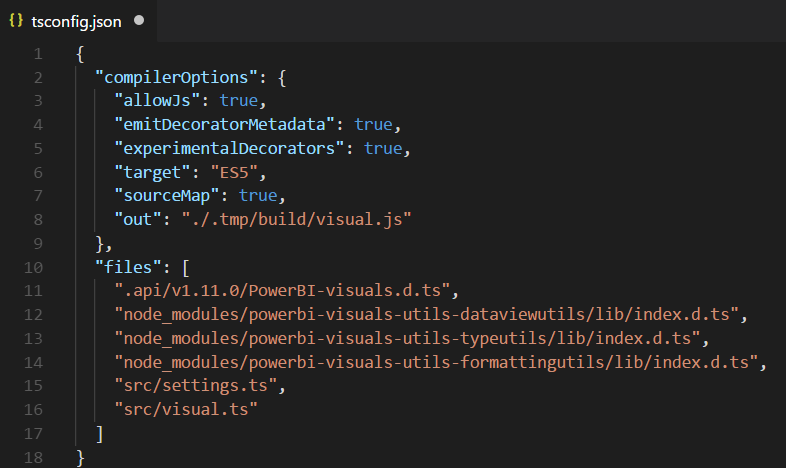 {} tsconfig.json ●
1 {
2   "compilerOptions": {
3     "allowJs": true,
4     "emitDecoratorMetadata": true,
5     "experimentalDecorators": true,
6     "target": "ES5",
7     "sourceMap": true,
8     "out": "./.tmp/build/visual.js"
9   },
10   "files": [
11     ".api/v1.11.0/PowerBI-visuals.d.ts",
12     "node_modules/powerbi-visuals-utils-dataviewutils/lib/index.d.ts",
13     "node_modules/powerbi-visuals-utils-typeutils/lib/index.d.ts",
14     "node_modules/powerbi-visuals-utils-formattingutils/lib/index.d.ts",
15     "src/settings.ts",
16     "src/visual.ts"
17   ]
18 }